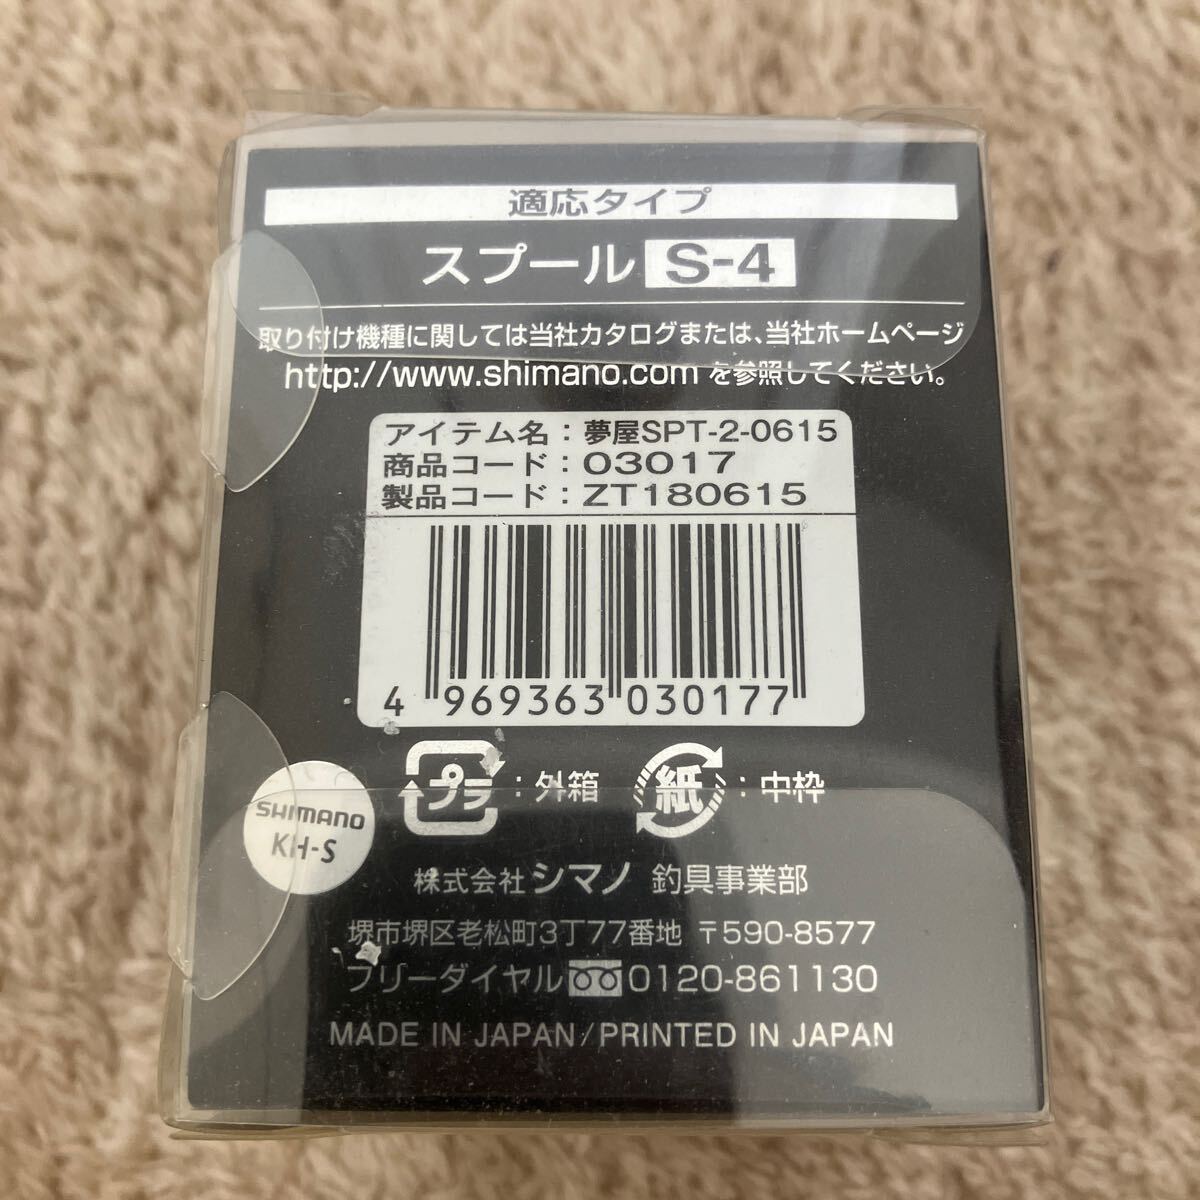 適応タイプ
スプール S-4
取り付け機種に関しては当社カタログまたは、当社ホームページ
http://www.shimano.com を参照してください。
アイテム名：夢屋SPT-2-0615
商品コード：03017
製品コード：ZT180615
4 969363 030177
プラ：外箱 紙：中枠
SHIMANO
KH-S
株式会社シマノ 釣具事業部
堺市堺区老松町3丁77番地 〒590-8577
フリーダイヤル 0120-861130
MADE IN JAPAN/PRINTED IN JAPAN